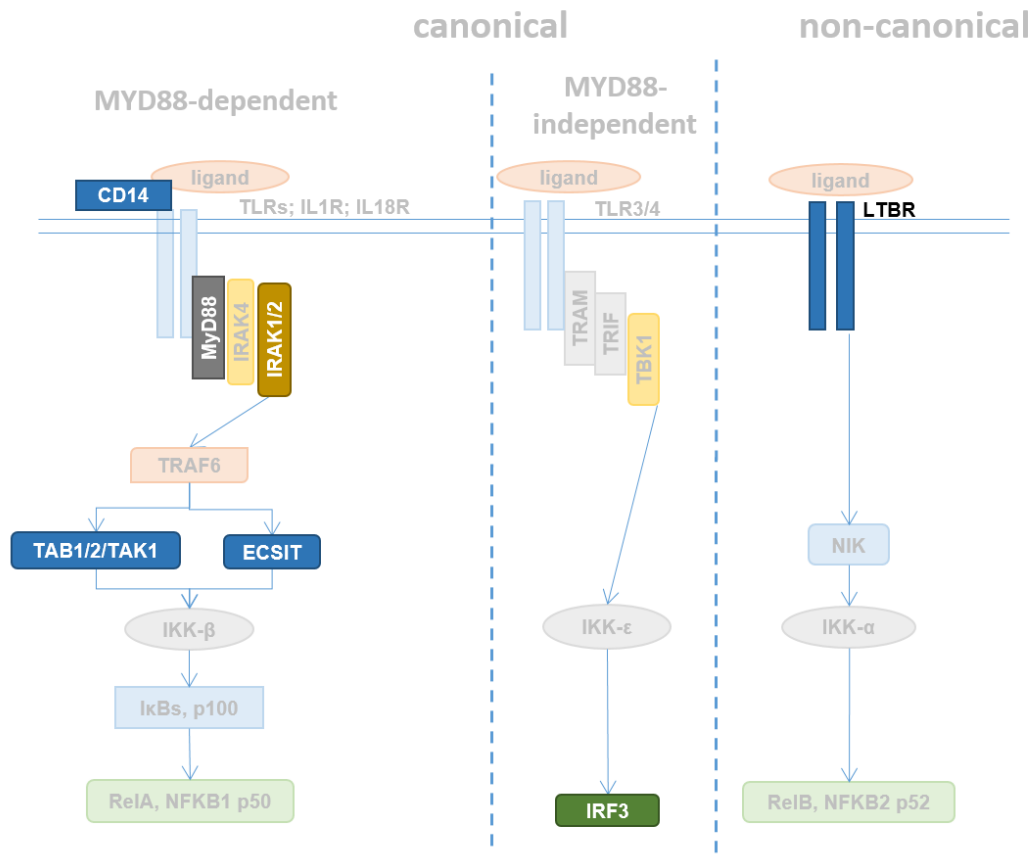 canonical
non-canonical
MYD88-dependent
MYD88-
independent
ligand
CD14
TLRs; IL1R; IL18R
MyD88
IRAK4
IRAK1/2
TRAF6
TAB1/2/TAK1
ECSIT
IKK-β
IκBs, p100
RelA, NFKB1 p50
ligand
TLR3/4
TRAM
TRIF
TBK1
IKK-ε
IRF3
ligand
LTBR
NIK
IKK-α
RelB, NFKB2 p52